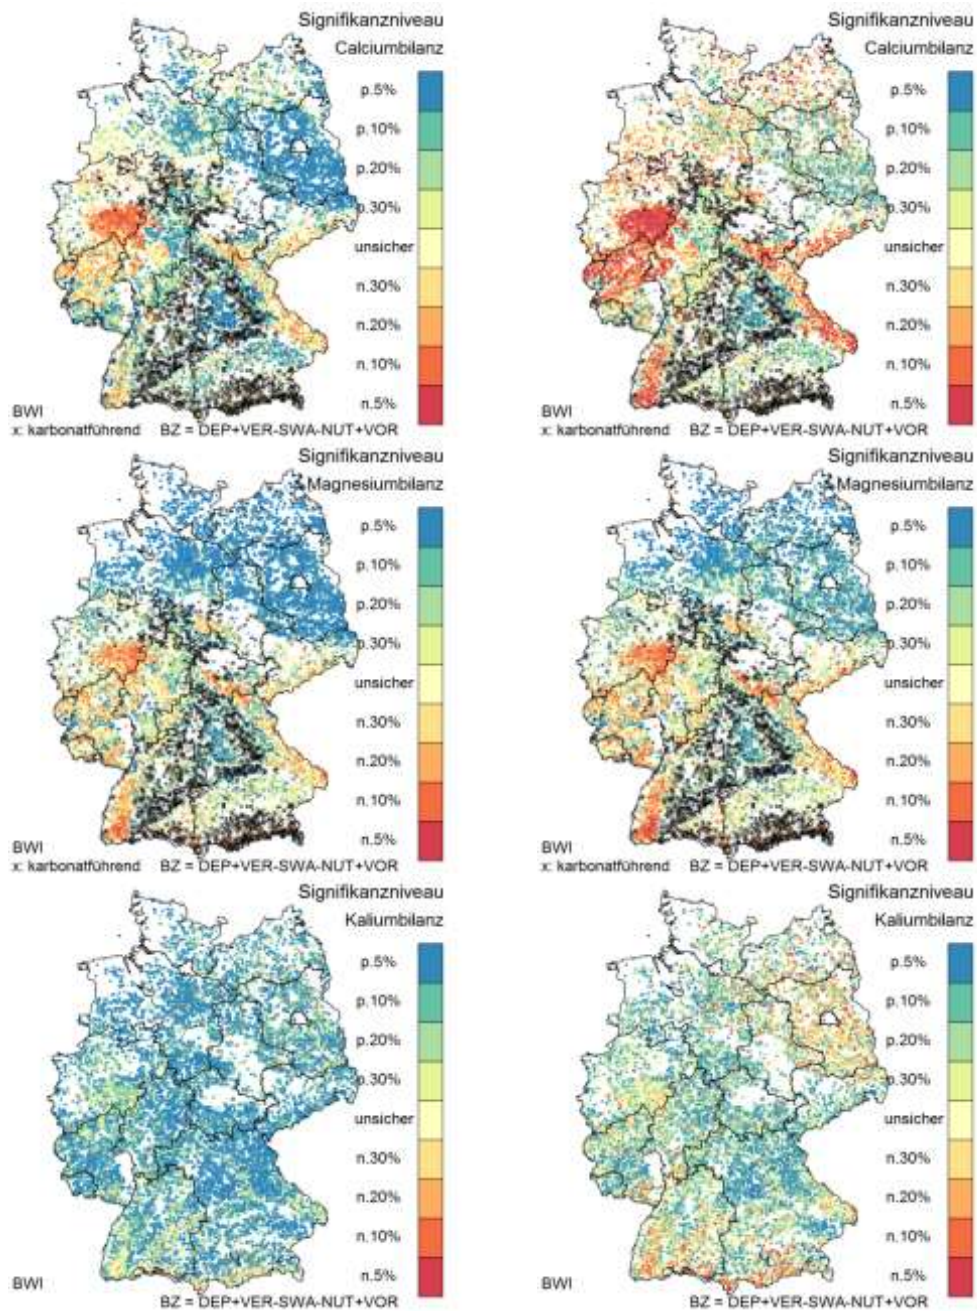 Signifikanzniveau
Calciumbilanz
p.5%
p.10%
p.20%
p.30%
unsicher
n.30%
n.20%
n.10%
n.5%
BWI
x: karbonatführend BZ = DEP+VER-SWA-NUT+VOR
Signifikanzniveau
Calciumbilanz
p.5%
p.10%
p.20%
p.30%
unsicher
n.30%
n.20%
n.10%
n.5%
BWI
x: karbonatführend BZ = DEP+VER-SWA-NUT+VOR
Signifikanzniveau
Magnesiumbilanz
p.5%
p.10%
p.20%
p.30%
unsicher
n.30%
n.20%
n.10%
n.5%
BWI
x: karbonatführend BZ = DEP+VER-SWA-NUT+VOR
Signifikanzniveau
Magnesiumbilanz
p.5%
p.10%
p.20%
p.30%
unsicher
n.30%
n.20%
n.10%
n.5%
BWI
x: karbonatführend BZ = DEP+VER-SWA-NUT+VOR
Signifikanzniveau
Kaliumbilanz
p.5%
p.10%
p.20%
p.30%
unsicher
n.30%
n.20%
n.10%
n.5%
BWI
BZ = DEP+VER-SWA-NUT+VOR
Signifikanzniveau
Kaliumbilanz
p.5%
p.10%
p.20%
p.30%
unsicher
n.30%
n.20%
n.10%
n.5%
BWI
BZ = DEP+VER-SWA-NUT+VOR